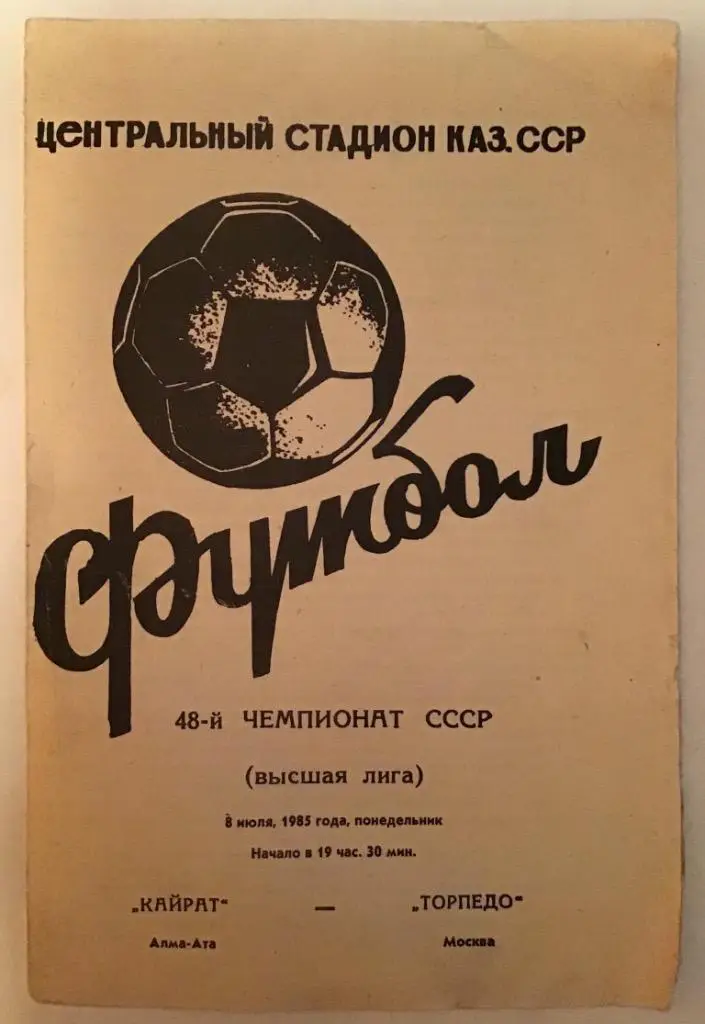 ЦЕНТРАЛЬНЫЙ СТАДИОН КАЗ.ССР
Футбол
48-й ЧЕМПИОНАТ СССР
(ВЫСШАЯ ЛИГА)
8 июля, 1985 года, понедельник
Начало в 19 час. 30 мин.
„КАЙРАТ“ — „ТОРПЕДО“
Алма-Ата Москва